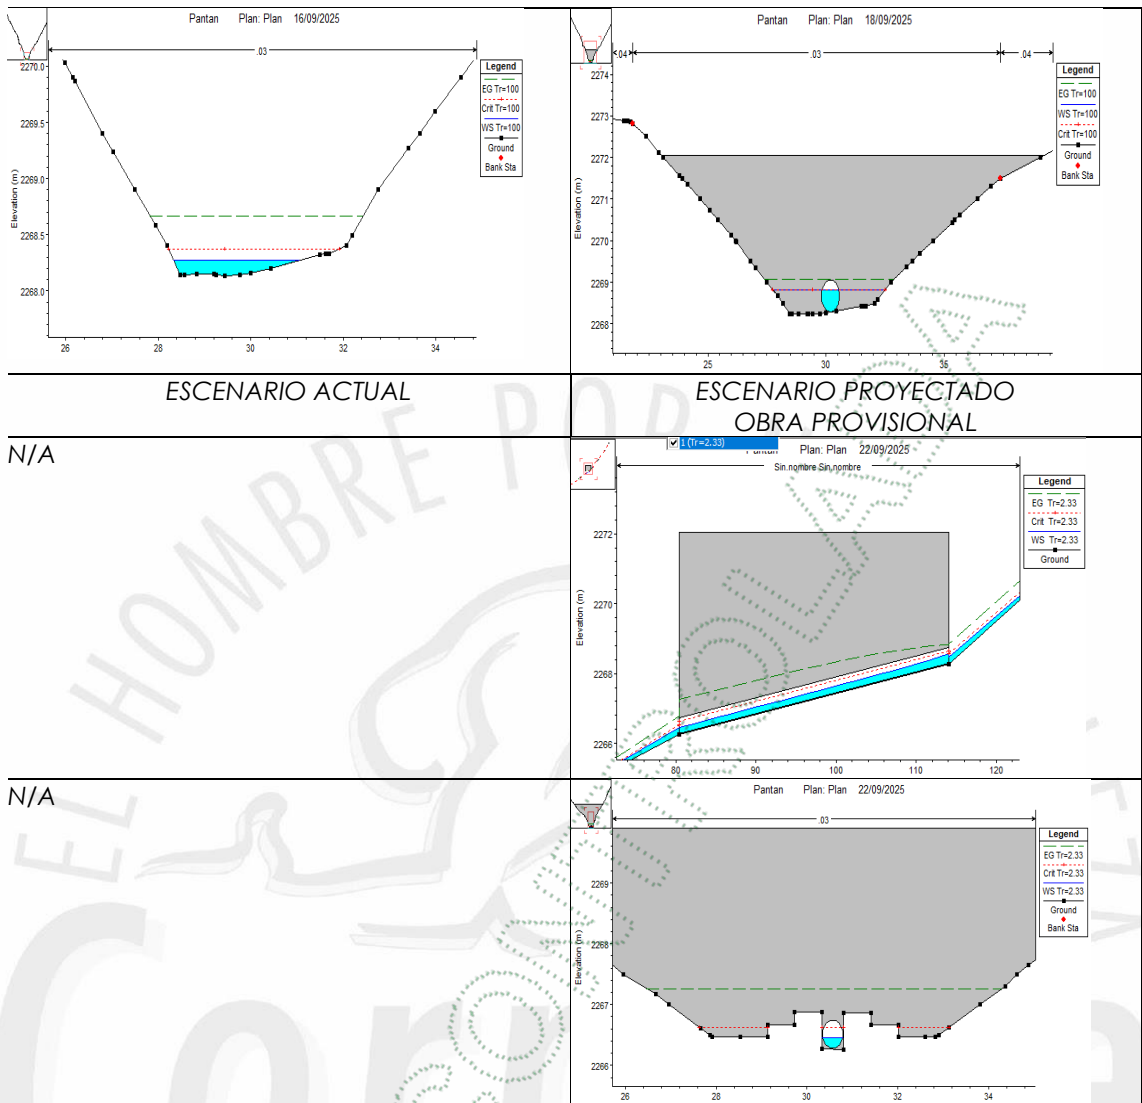 Pantan Plan: Plan 16/09/2025
.03
Legend
EG Tr=100
Crit Tr=100
WS Tr=100
Ground
Bank Sta
Elevation (m)
2270.0
2269.5
2269.0
2268.5
2268.0
26 28 30 32 34
Pantan Plan: Plan 18/09/2025
.04 .03 .04
Legend
EG Tr=100
WS Tr=100
Crit Tr=100
Ground
Bank Sta
Elevation (m)
2274
2273
2272
2271
2270
2269
2268
25 30 35
ESCENARIO ACTUAL
ESCENARIO PROYECTADO
OBRA PROVISIONAL
N/A
1 (Tr=2.33)
Plan: Plan 22/09/2025
Sin.nombre Sin.nombre
Legend
EG Tr=2.33
Crit Tr=2.33
WS Tr=2.33
Ground
Elevation (m)
2272
2270
2268
2266
80 90 100 110 120
N/A
Pantan Plan: Plan 22/09/2025
.03
Legend
EG Tr=2.33
Crit Tr=2.33
WS Tr=2.33
Ground
Bank Sta
Elevation (m)
2269
2268
2267
2266
26 28 30 32 34
EL HOMBRE POR